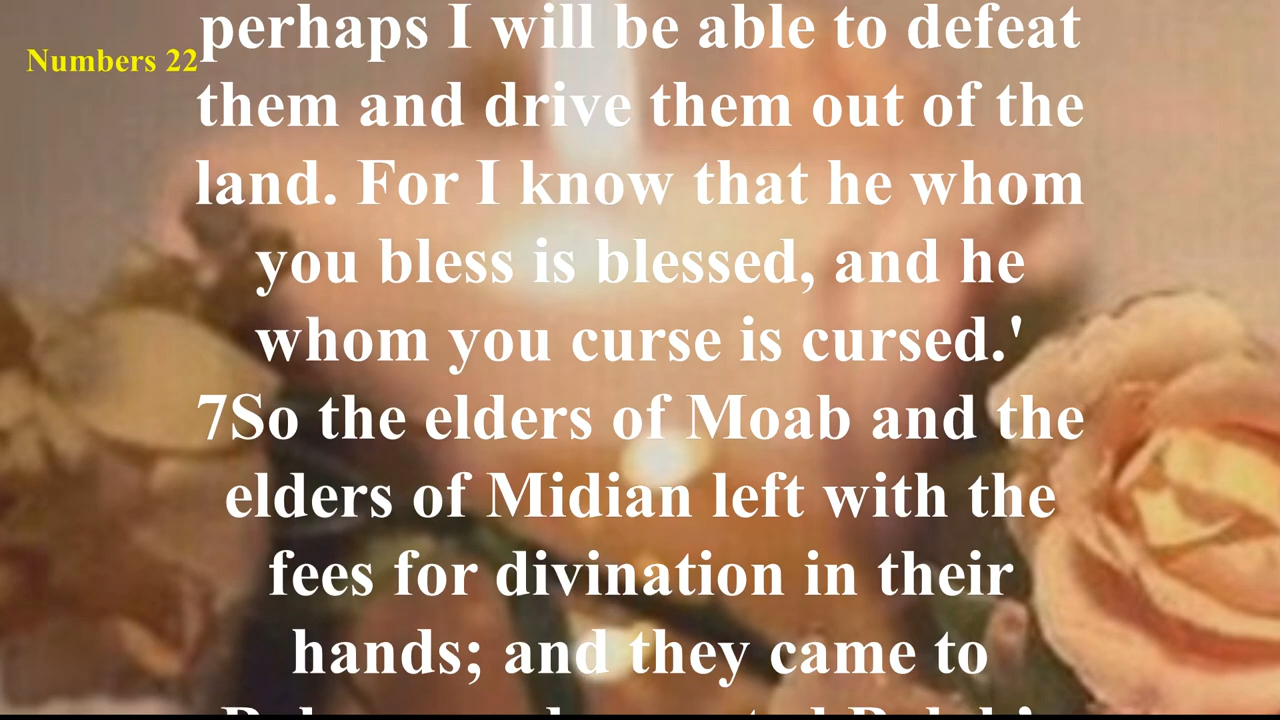 Numbers 22
perhaps I will be able to defeat
them and drive them out of the
land. For I know that he whom
you bless is blessed, and he
whom you curse is cursed.'
7So the elders of Moab and the
elders of Midian left with the
fees for divination in their
hands; and they came to